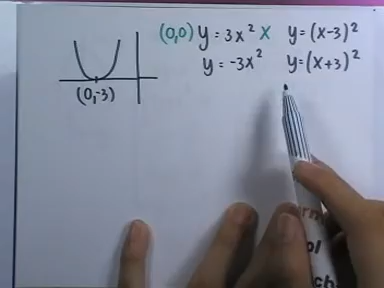 (0,0) y = 3x² X y = (x-3)²
y = -3x² y = (x+3)²
(0,-3)